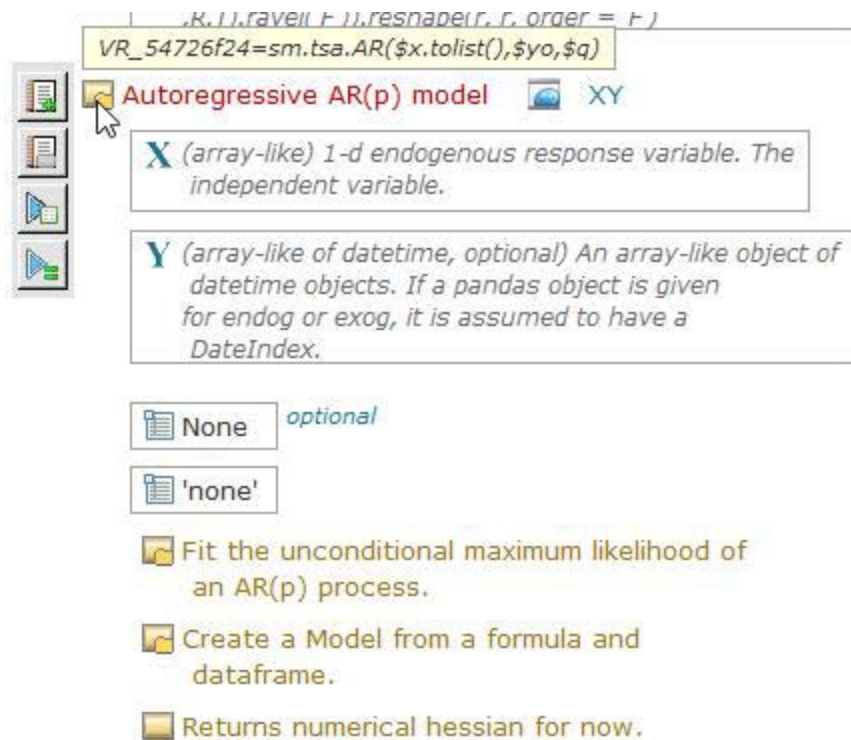 ,R,T).ravel('F')).reshape(r, r, order = 'F')
VR_54726f24=sm.tsa.AR($x.tolist(),$yo,$q)
Autoregressive AR(p) model XY
X (array-like) 1-d endogenous response variable. The
independent variable.
Y (array-like of datetime, optional) An array-like object of
datetime objects. If a pandas object is given
for endog or exog, it is assumed to have a
DateIndex.
None optional
'none'
Fit the unconditional maximum likelihood of
an AR(p) process.
Create a Model from a formula and
dataframe.
Returns numerical hessian for now.